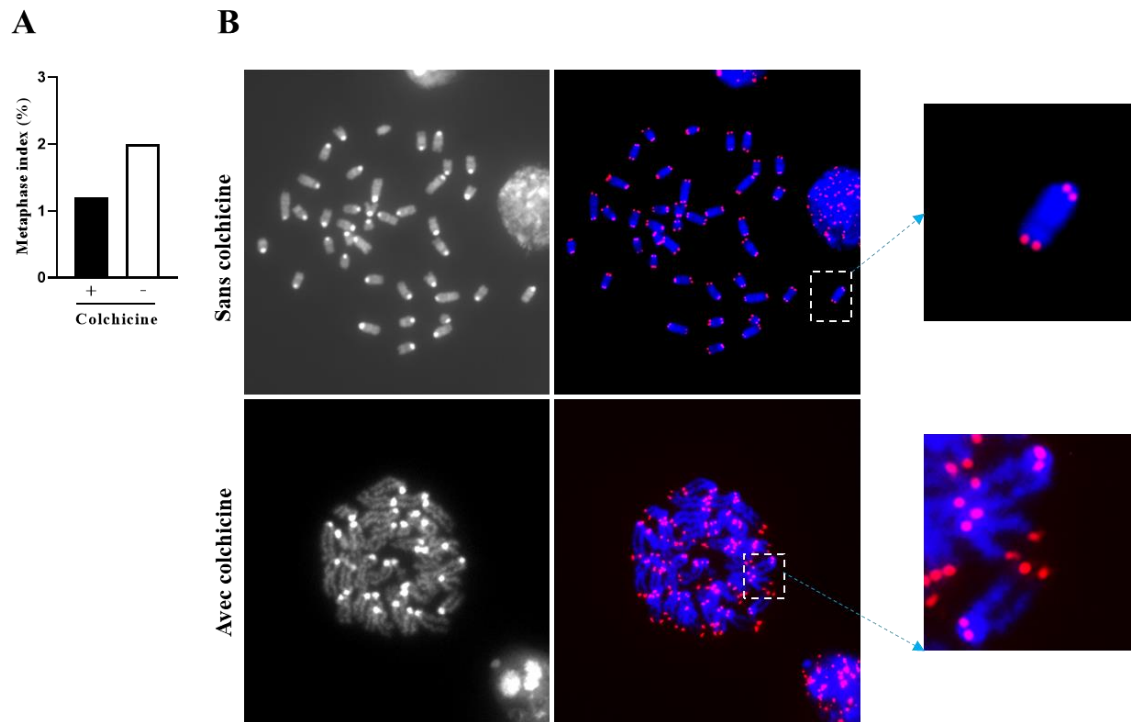 A
B
Metaphase index (%)
3
2
1
0
+ -
Colchicine
Sans colchicine
Avec colchicine